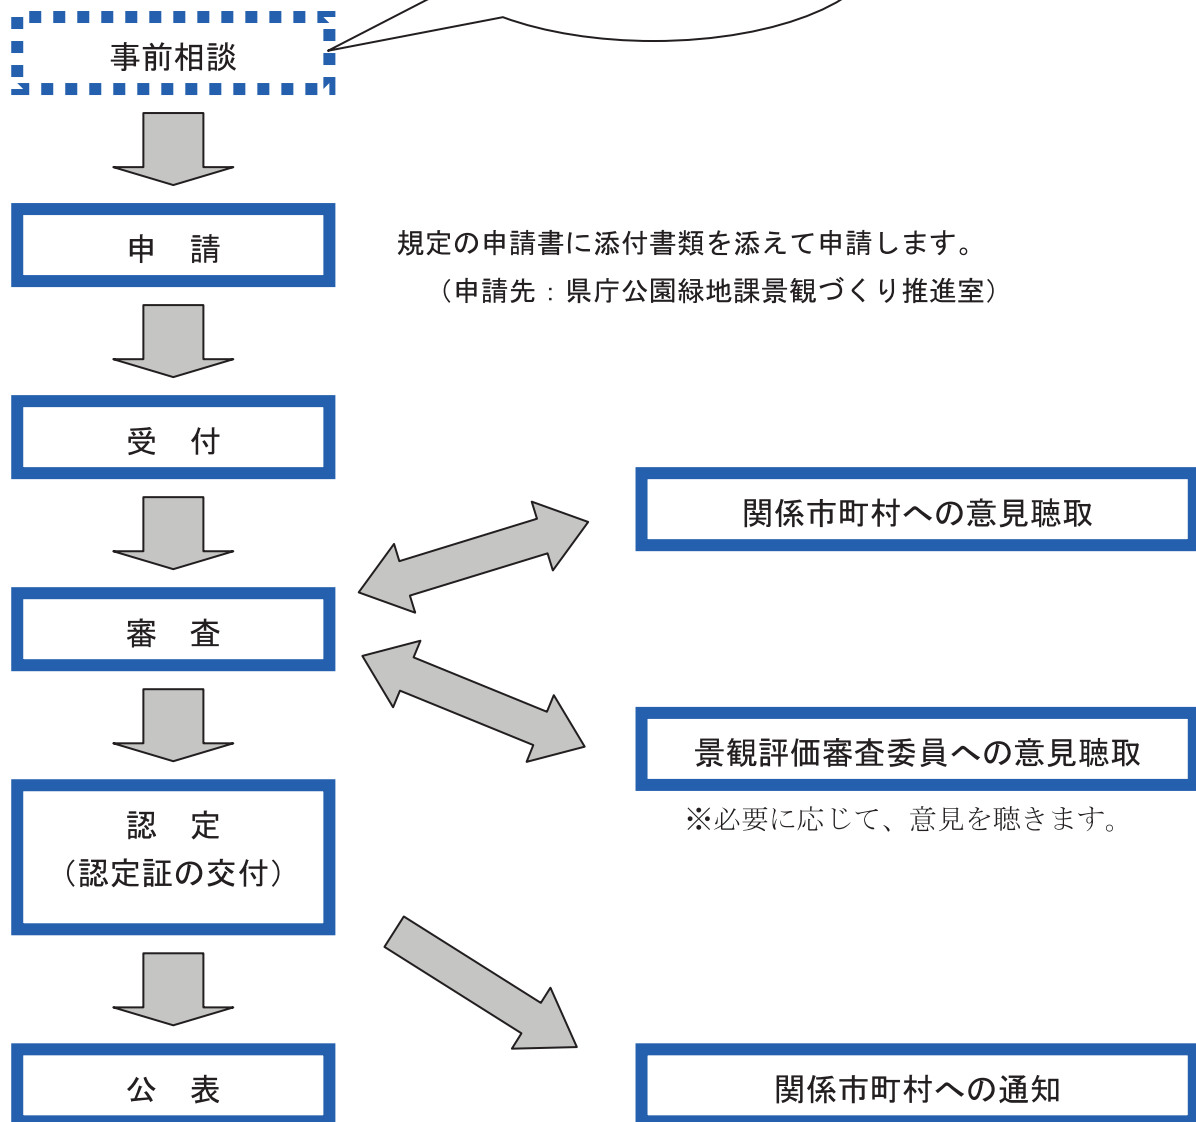 事前相談
申　請
規定の申請書に添付書類を添えて申請します。
（申請先：県庁公園緑地課景観づくり推進室）
受　付
関係市町村への意見聴取
審　査
景観評価審査委員への意見聴取
※必要に応じて、意見を聴きます。
認　定
（認定証の交付）
公　表
関係市町村への通知